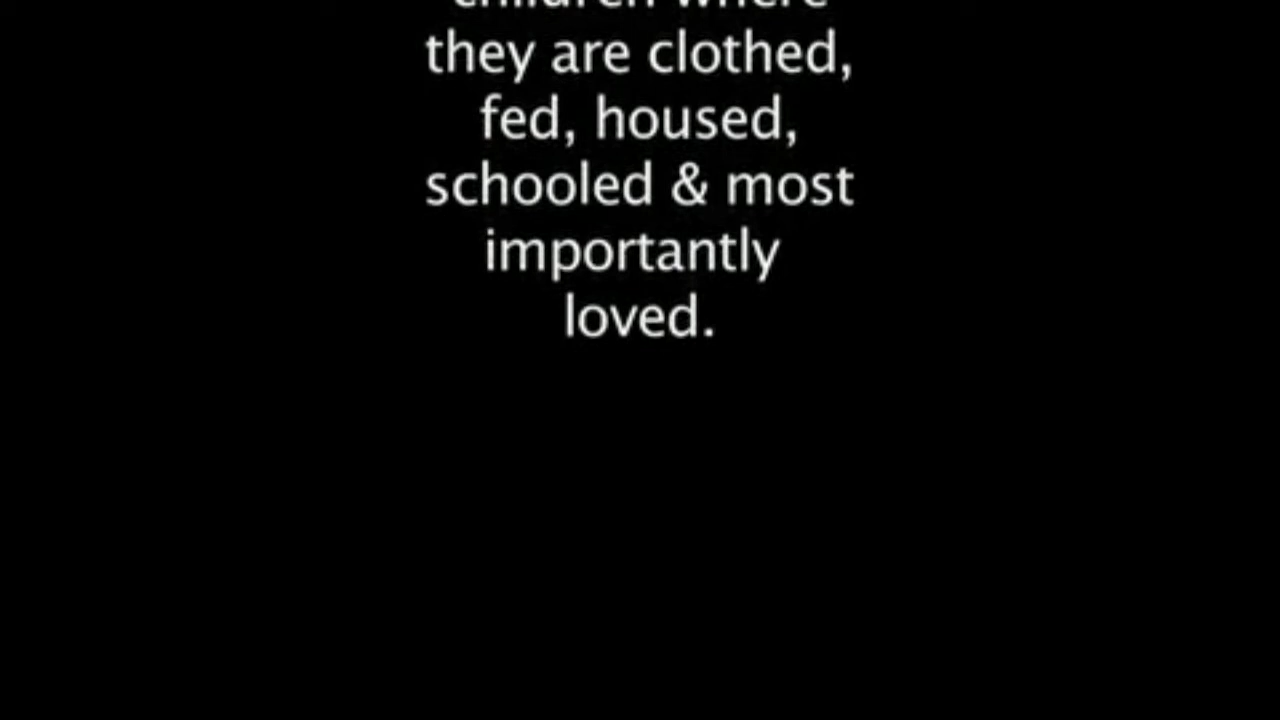 children where
they are clothed,
fed, housed,
schooled & most
importantly
loved.